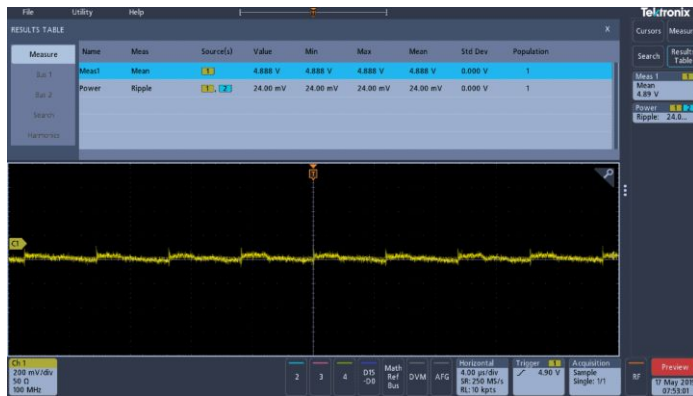 File Utility Help
Tektronix
RESULTS TABLE X
Cursors Measure
Search Results Table
Measure
Bus 1
Bus 2
Search
Harmonics
Name Meas Source(s) Value Min Max Mean Std Dev Population
Meas1 Mean 1 4.888 V 4.888 V 4.888 V 4.888 V 0.000 V 1
Power Ripple 1, 2 24.00 mV 24.00 mV 24.00 mV 24.00 mV 0.000 V 1
Meas 1 1
Mean
4.89 V
Power 1 2
Ripple: 24.0...
T
C1
Ch 1
200 mV/div
50 Ω
100 MHz
2
3
4
D15
-D0
Math
Ref
Bus
DVM
AFG
Horizontal
4.00 µs/div
SR: 250 MS/s
RL: 10 kpts
Trigger 1
4.90 V
Acquisition
Sample
Single: 1/1
RF
Preview
17 May 201
07:53:01